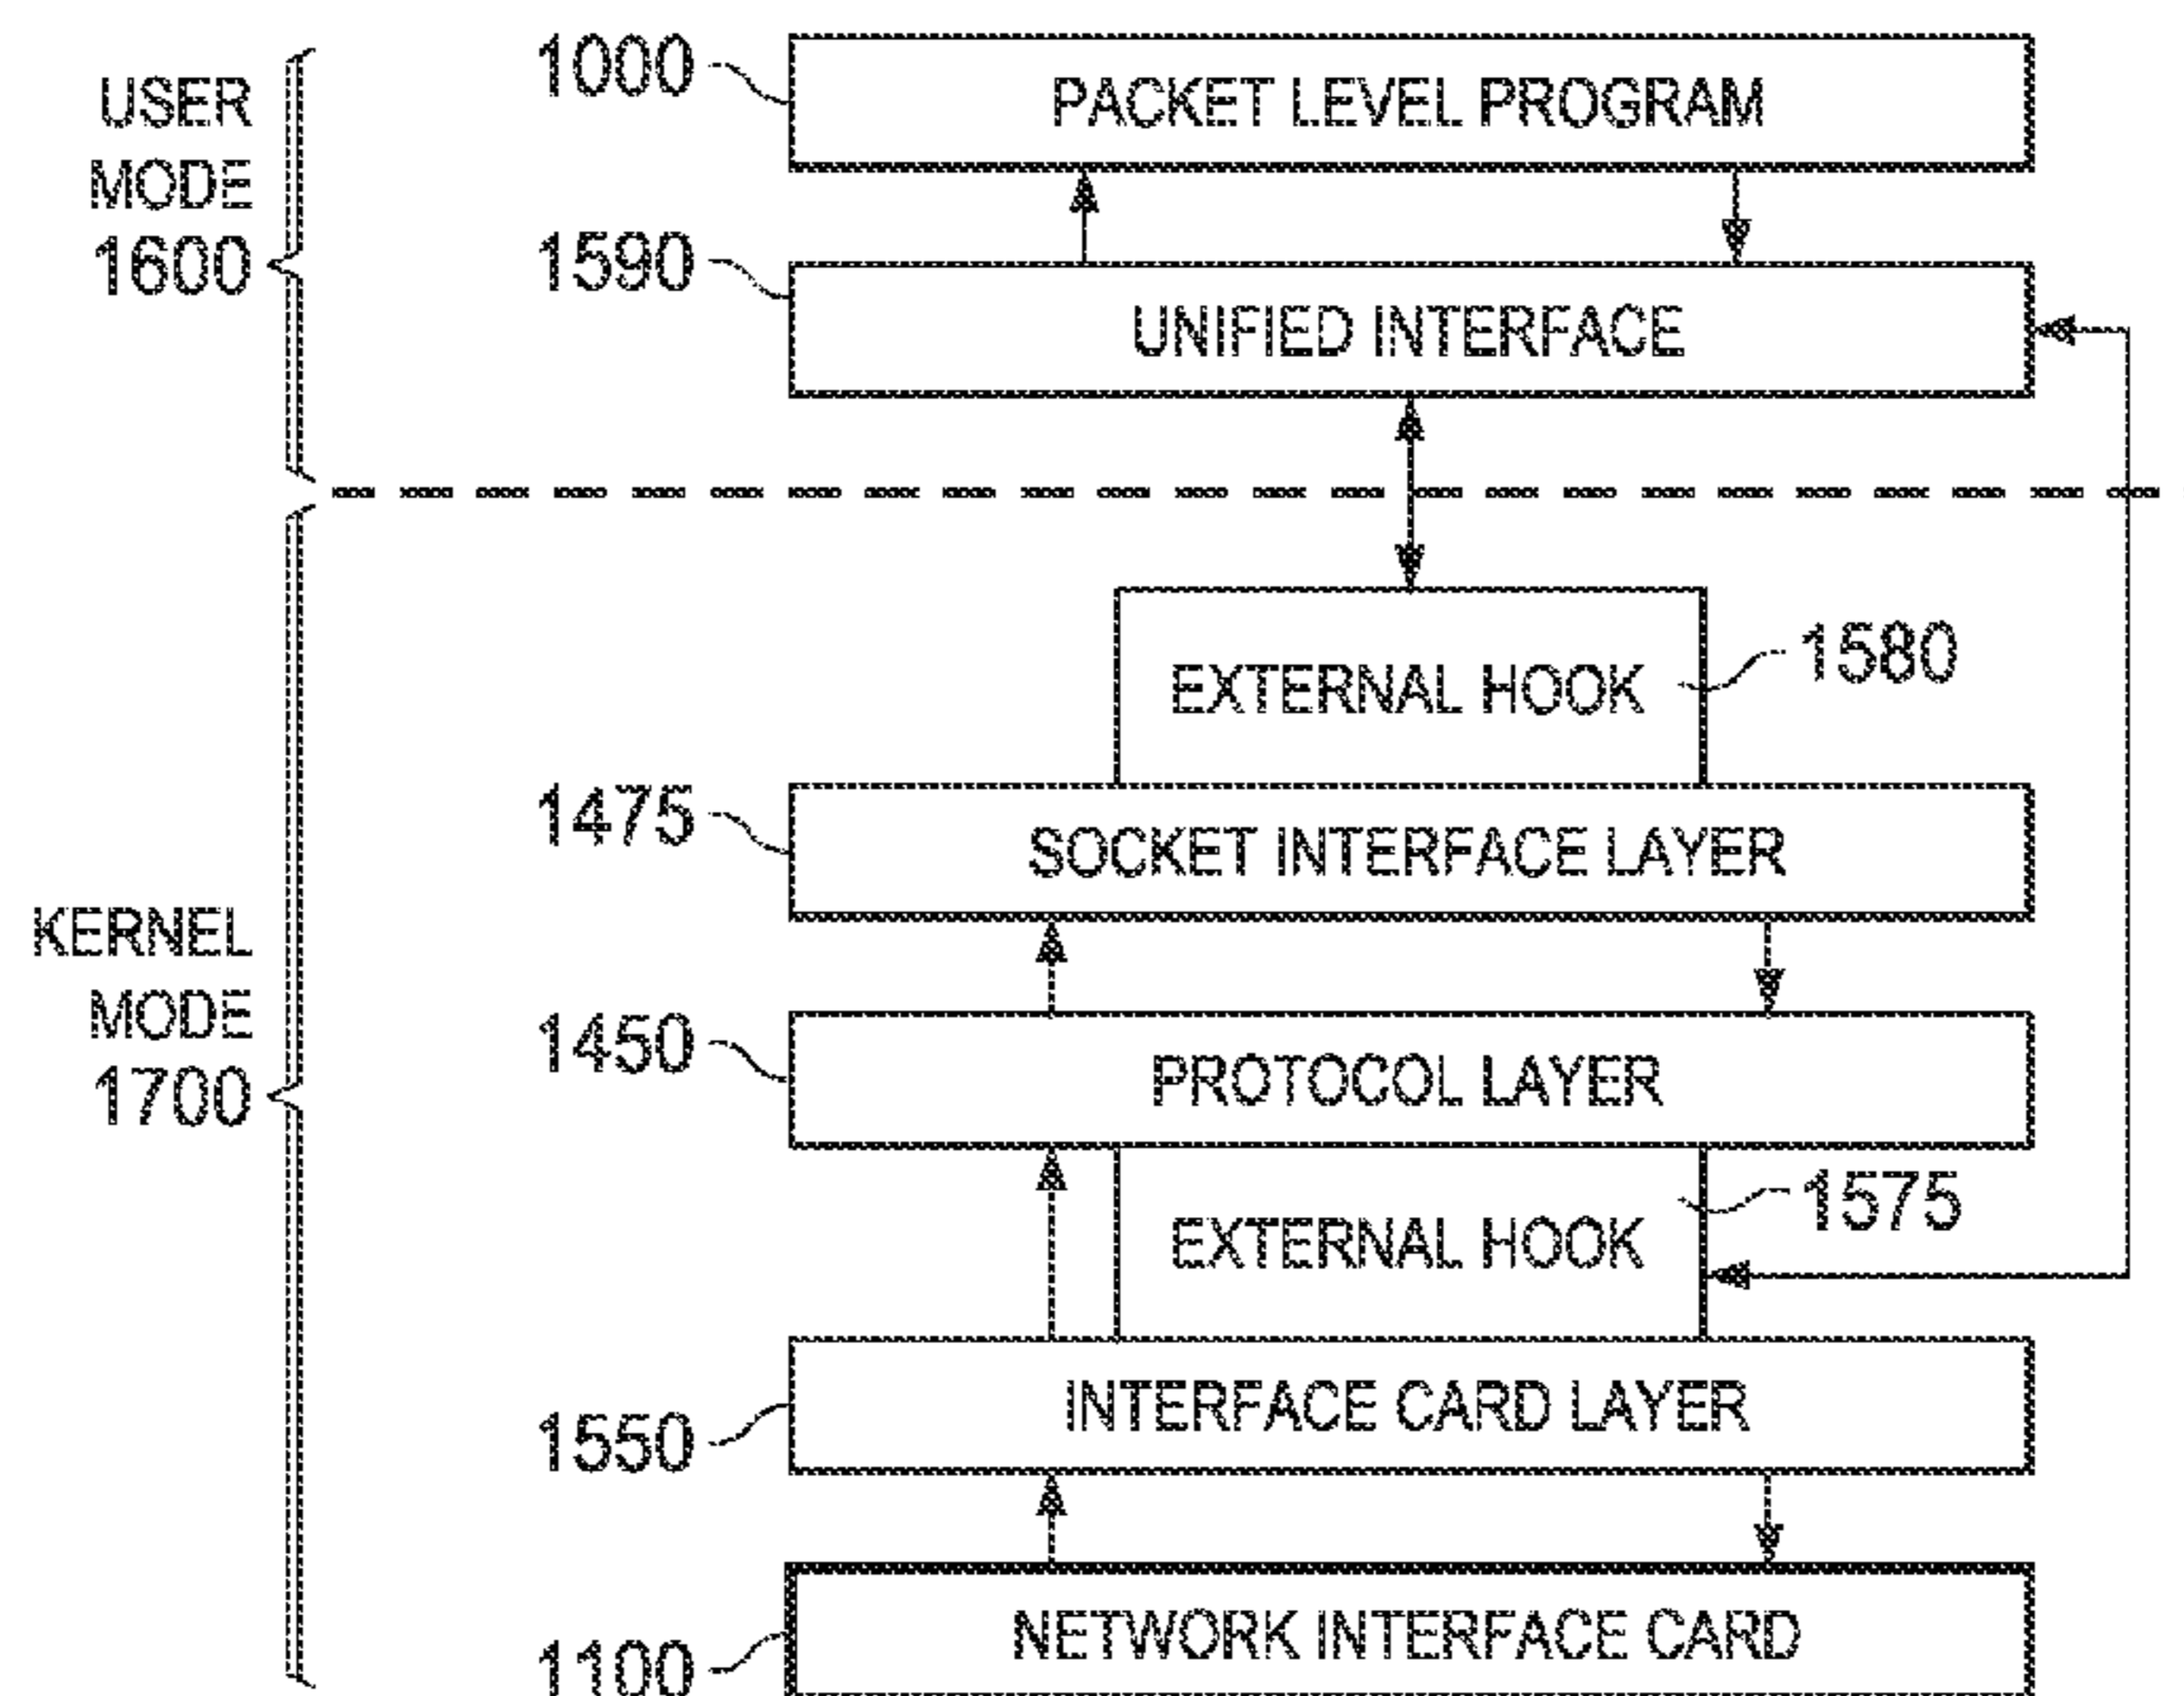 USER
MODE
1600
1000
PACKET LEVEL PROGRAM
1590
UNIFIED INTERFACE
KERNEL
MODE
1700
EXTERNAL HOOK
1580
1475
SOCKET INTERFACE LAYER
1450
PROTOCOL LAYER
EXTERNAL HOOK
1575
1550
INTERFACE CARD LAYER
1100
NETWORK INTERFACE CARD